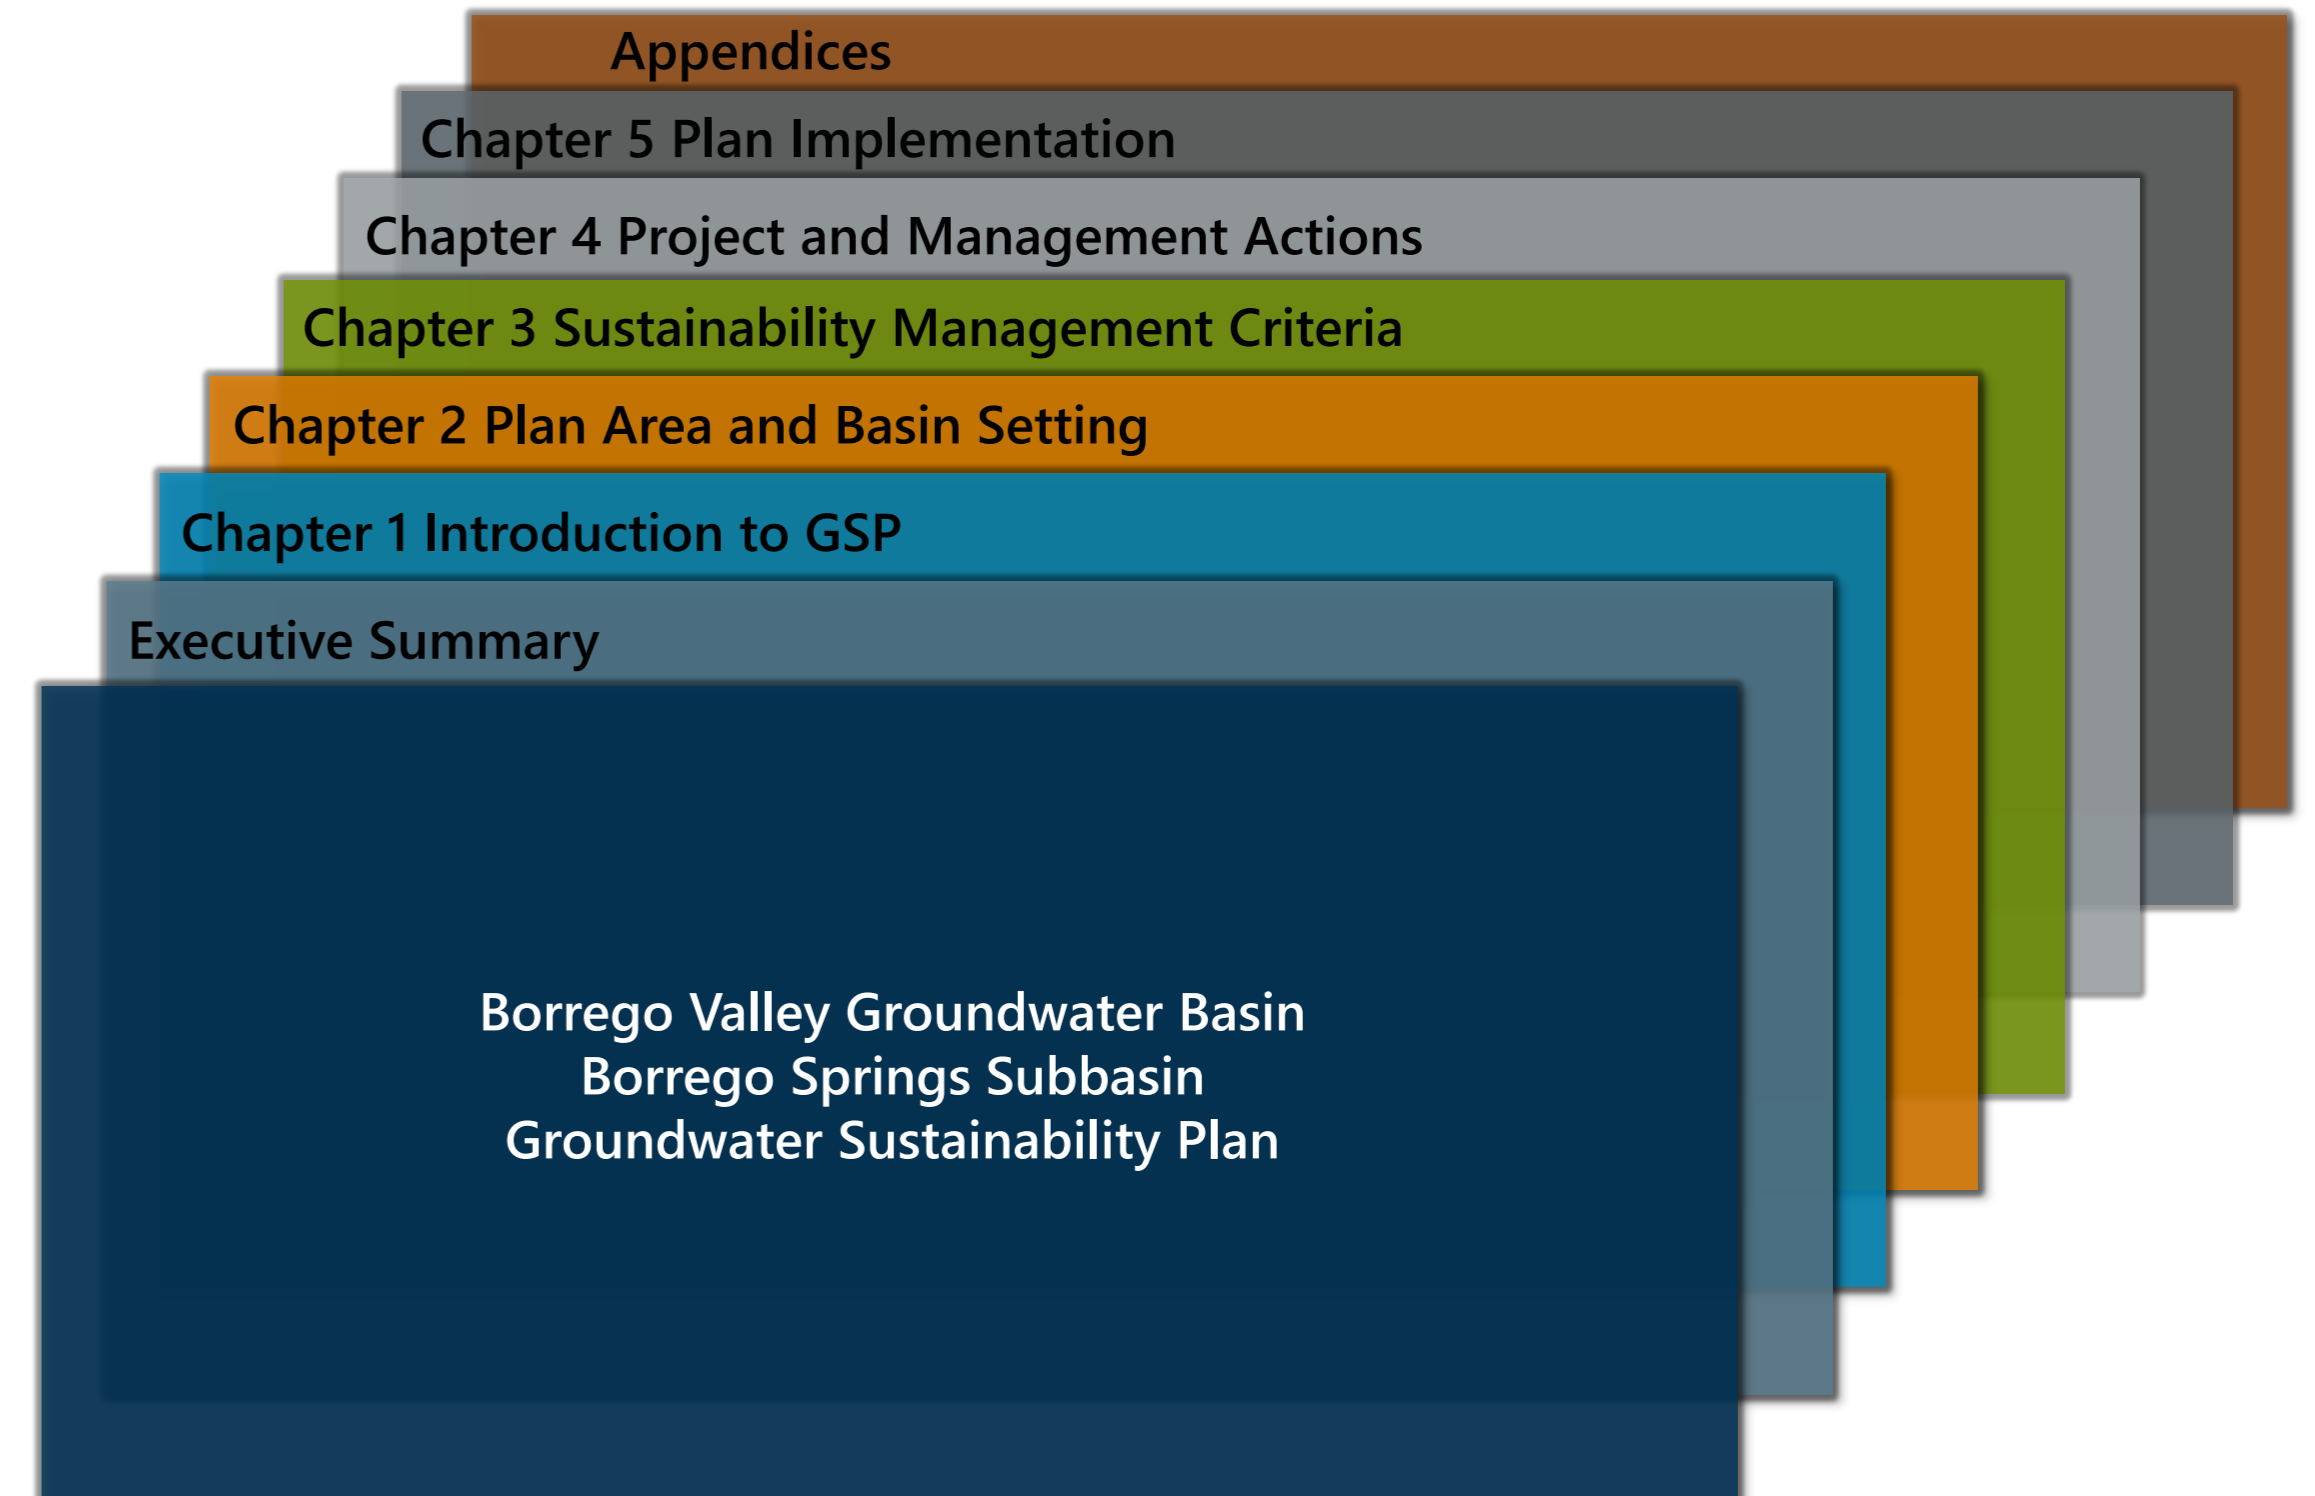 Appendices
Chapter 5 Plan Implementation
Chapter 4 Project and Management Actions
Chapter 3 Sustainability Management Criteria
Chapter 2 Plan Area and Basin Setting
Chapter 1 Introduction to GSP
Executive Summary
Borrego Valley Groundwater Basin
Borrego Springs Subbasin
Groundwater Sustainability Plan